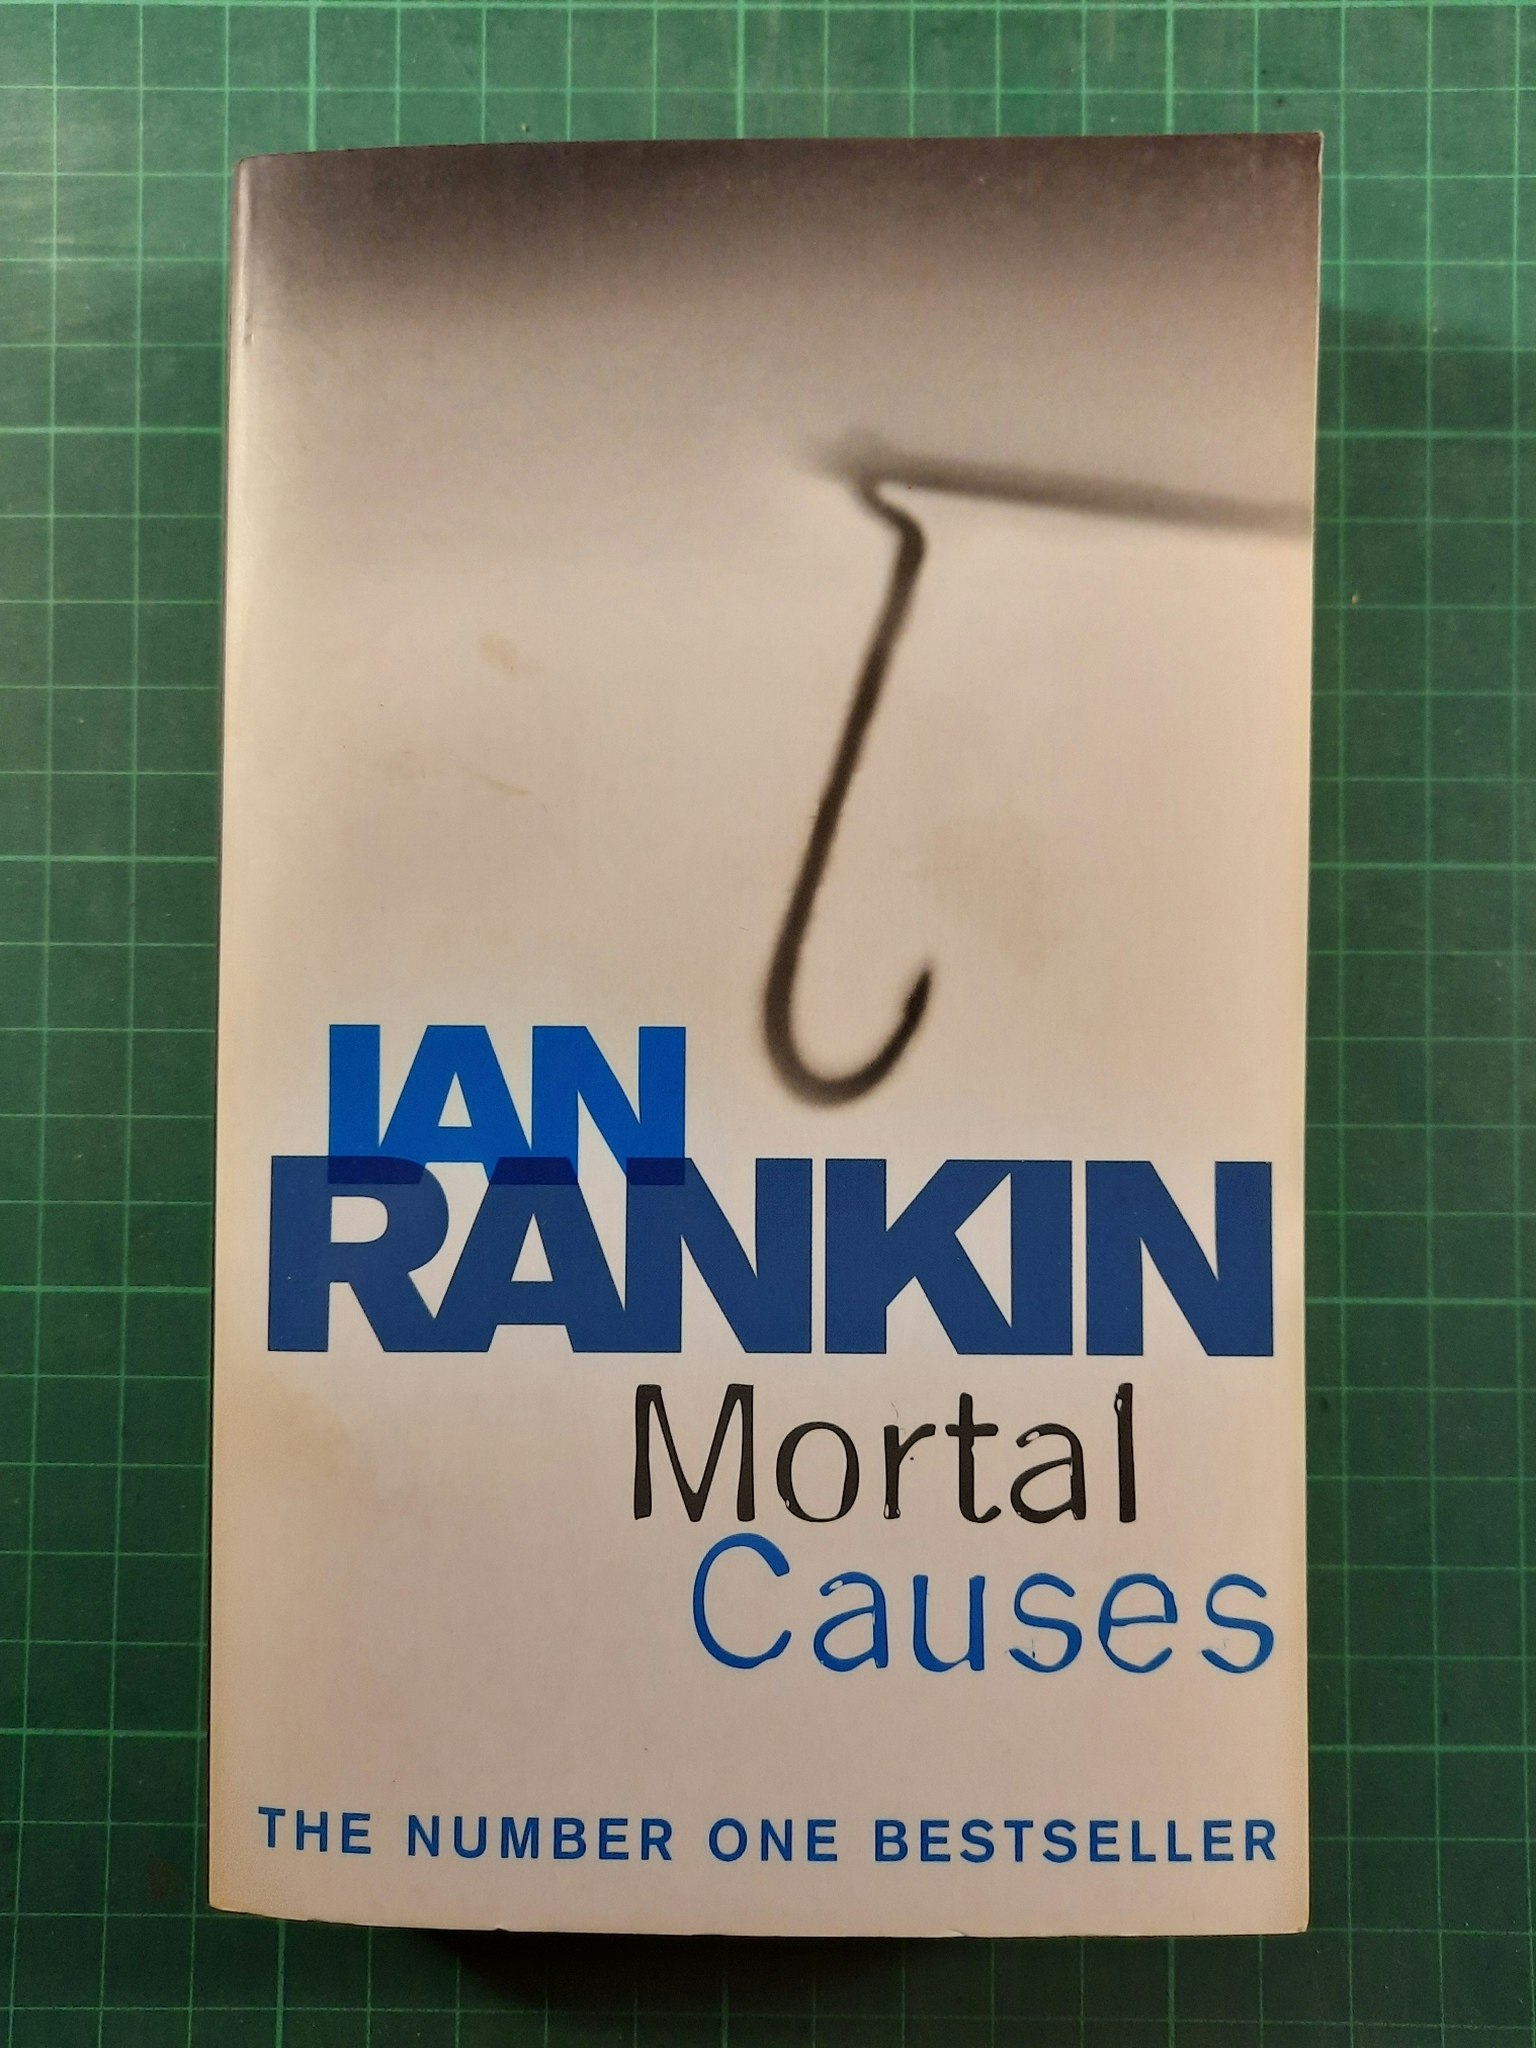 IAN
RANKIN
Mortal
Causes
THE NUMBER ONE BESTSELLER